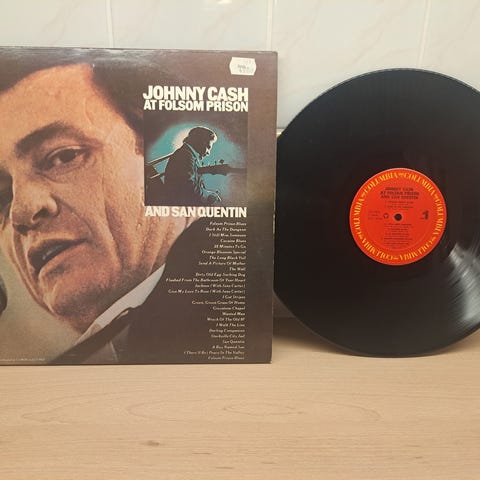 JOHNNY CASH
AT FOLSOM PRISON
AND SAN QUENTIN
Folsom Prison Blues
Dark As The Dungeon
I Still Miss Someone
Cocaine Blues
25 Minutes To Go
Orange Blossom Special
The Long Black Veil
Send A Picture Of Mother
The Wall
Dirty Old Egg Sucking Dog
Flushed From The Bathroom Of Your Heart
Jackson (With June Carter)
Give My Love To Rose (With June Carter)
I Got Stripes
Green, Green Grass Of Home
Greystone Chapel
Wanted Man
Wreck Of The Old 97
I Walk The Line
Darling Companion
Starkville City Jail
San Quentin
A Boy Named Sue
(There'll Be) Peace In The Valley
Folsom Prison Blues
COLUMBIA COLUMBIA COLUMBIA
JOHNNY CASH
AT FOLSOM PRISON
AND SAN QUENTIN